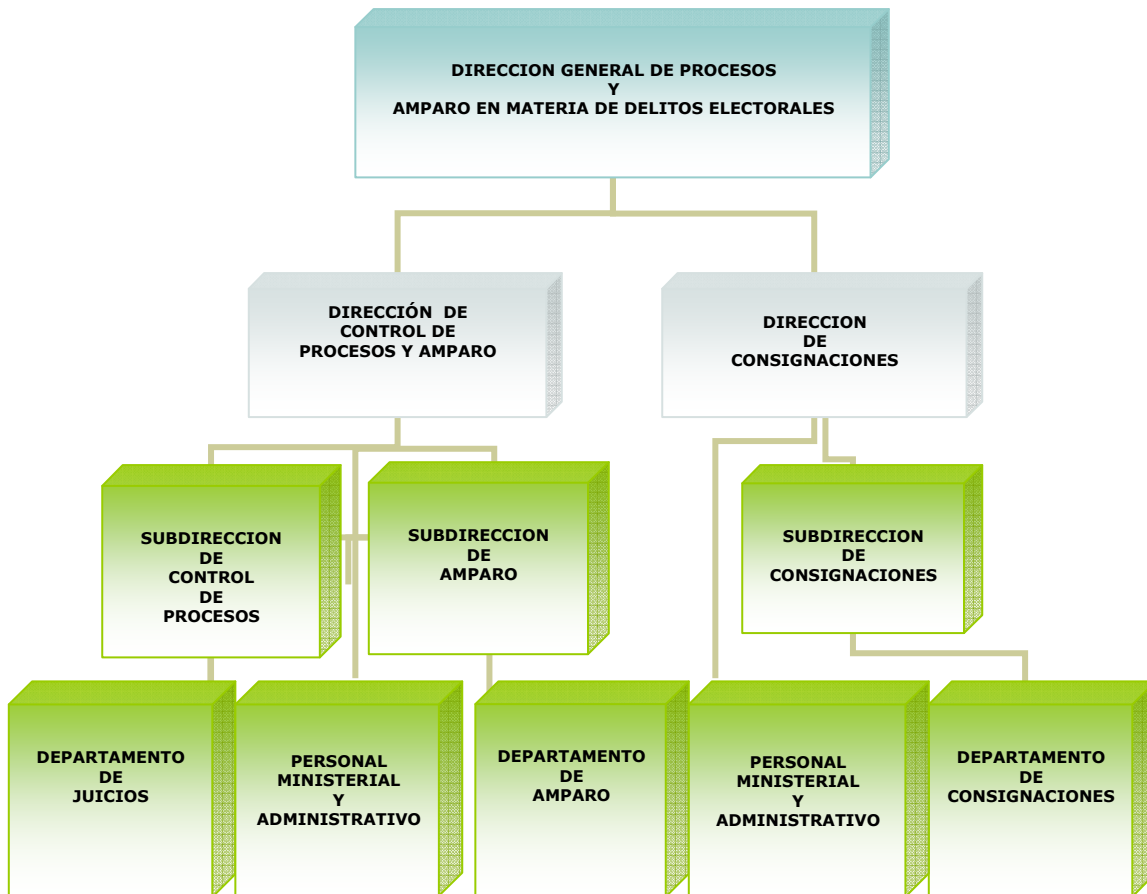 DIRECCION GENERAL DE PROCESOS
Y
AMPARO EN MATERIA DE DELITOS ELECTORALES
DIRECCIÓN DE
CONTROL DE
PROCESOS Y AMPARO
DIRECCION
DE
CONSIGNACIONES
SUBDIRECCION
DE
CONTROL
DE
PROCESOS
SUBDIRECCION
DE
AMPARO
SUBDIRECCION
DE
CONSIGNACIONES
DEPARTAMENTO
DE
JUICIOS
PERSONAL
MINISTERIAL
Y
ADMINISTRATIVO
DEPARTAMENTO
DE
AMPARO
PERSONAL
MINISTERIAL
Y
ADMINISTRATIVO
DEPARTAMENTO
DE
CONSIGNACIONES